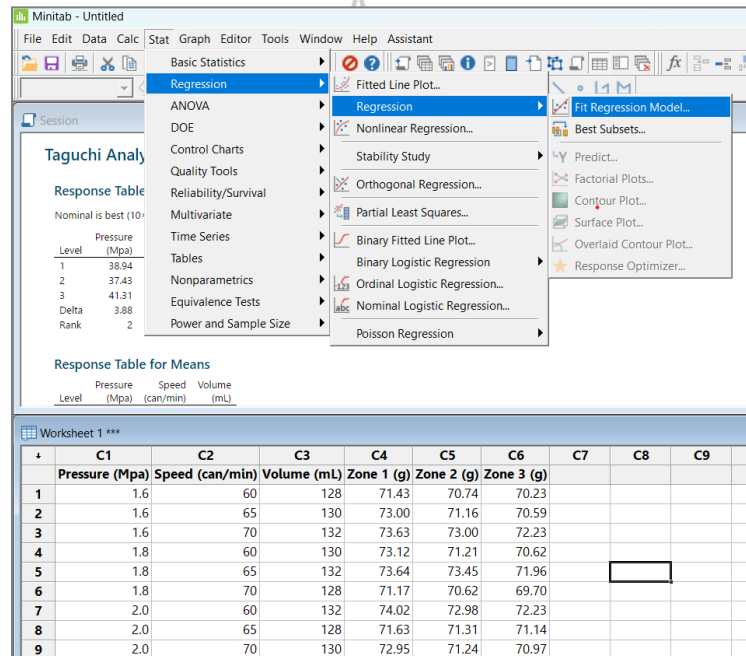 Minitab - Untitled
File Edit Data Calc Stat Graph Editor Tools Window Help Assistant
Basic Statistics
Regression
ANOVA
DOE
Control Charts
Quality Tools
Reliability/Survival
Multivariate
Time Series
Tables
Nonparametrics
Equivalence Tests
Power and Sample Size
Fitted Line Plot...
Regression
Nonlinear Regression...
Stability Study
Orthogonal Regression...
Partial Least Squares...
Binary Fitted Line Plot...
Binary Logistic Regression
Ordinal Logistic Regression...
Nominal Logistic Regression...
Poisson Regression
Fit Regression Model...
Best Subsets...
Predict...
Factorial Plots...
Contour Plot...
Surface Plot...
Overlaid Contour Plot...
Response Optimizer...
Session
Taguchi Analy
Response Table
Nominal is best (10
Pressure
Level (Mpa)
1 38.94
2 37.43
3 41.31
Delta 3.88
Rank 2
Response Table for Means
Pressure Speed Volume
Level (Mpa) (can/min) (mL)
Worksheet 1 ***
C1 C2 C3 C4 C5 C6 C7 C8 C9
Pressure (Mpa) Speed (can/min) Volume (mL) Zone 1 (g) Zone 2 (g) Zone 3 (g)
1 1.6 60 128 71.43 70.74 70.23
2 1.6 65 130 73.00 71.16 70.59
3 1.6 70 132 73.63 73.00 72.23
4 1.8 60 130 73.12 71.21 70.62
5 1.8 65 132 73.64 73.45 71.96
6 1.8 70 128 71.17 70.62 69.70
7 2.0 60 132 74.02 72.98 72.23
8 2.0 65 128 71.63 71.31 71.14
9 2.0 70 130 72.95 71.24 70.97